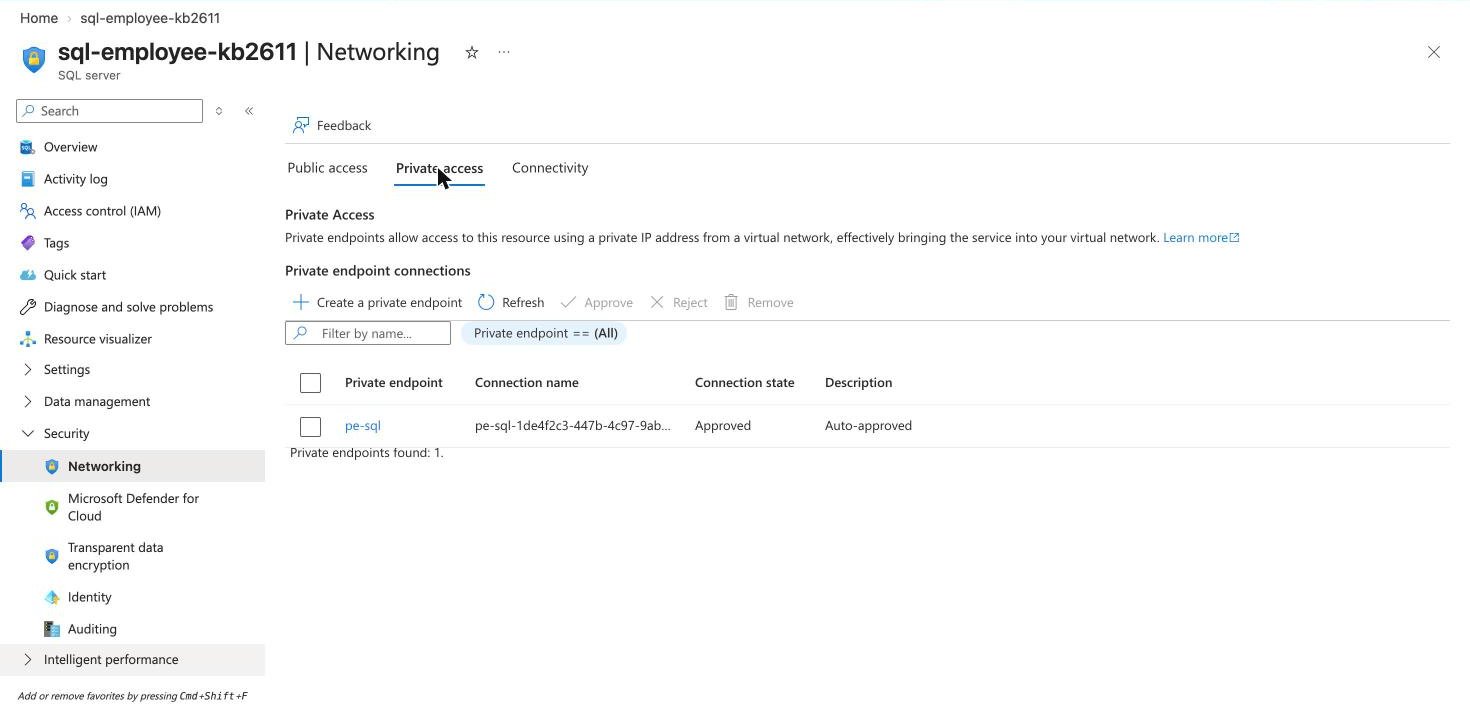 Home › sql-employee-kb2611
sql-employee-kb2611 | Networking
SQL server
Search
Overview
Activity log
Access control (IAM)
Tags
Quick start
Diagnose and solve problems
Resource visualizer
Settings
Data management
Security
Networking
Microsoft Defender for
Cloud
Transparent data
encryption
Identity
Auditing
Intelligent performance
Add or remove favorites by pressing Cmd+Shift+F
Feedback
Public access Private access Connectivity
Private Access
Private endpoints allow access to this resource using a private IP address from a virtual network, effectively bringing the service into your virtual network. Learn more
Private endpoint connections
Create a private endpoint Refresh Approve Reject Remove
Filter by name... Private endpoint == (All)
Private endpoint Connection name Connection state Description
pe-sql pe-sql-1de4f2c3-447b-4c97-9ab... Approved Auto-approved
Private endpoints found: 1.